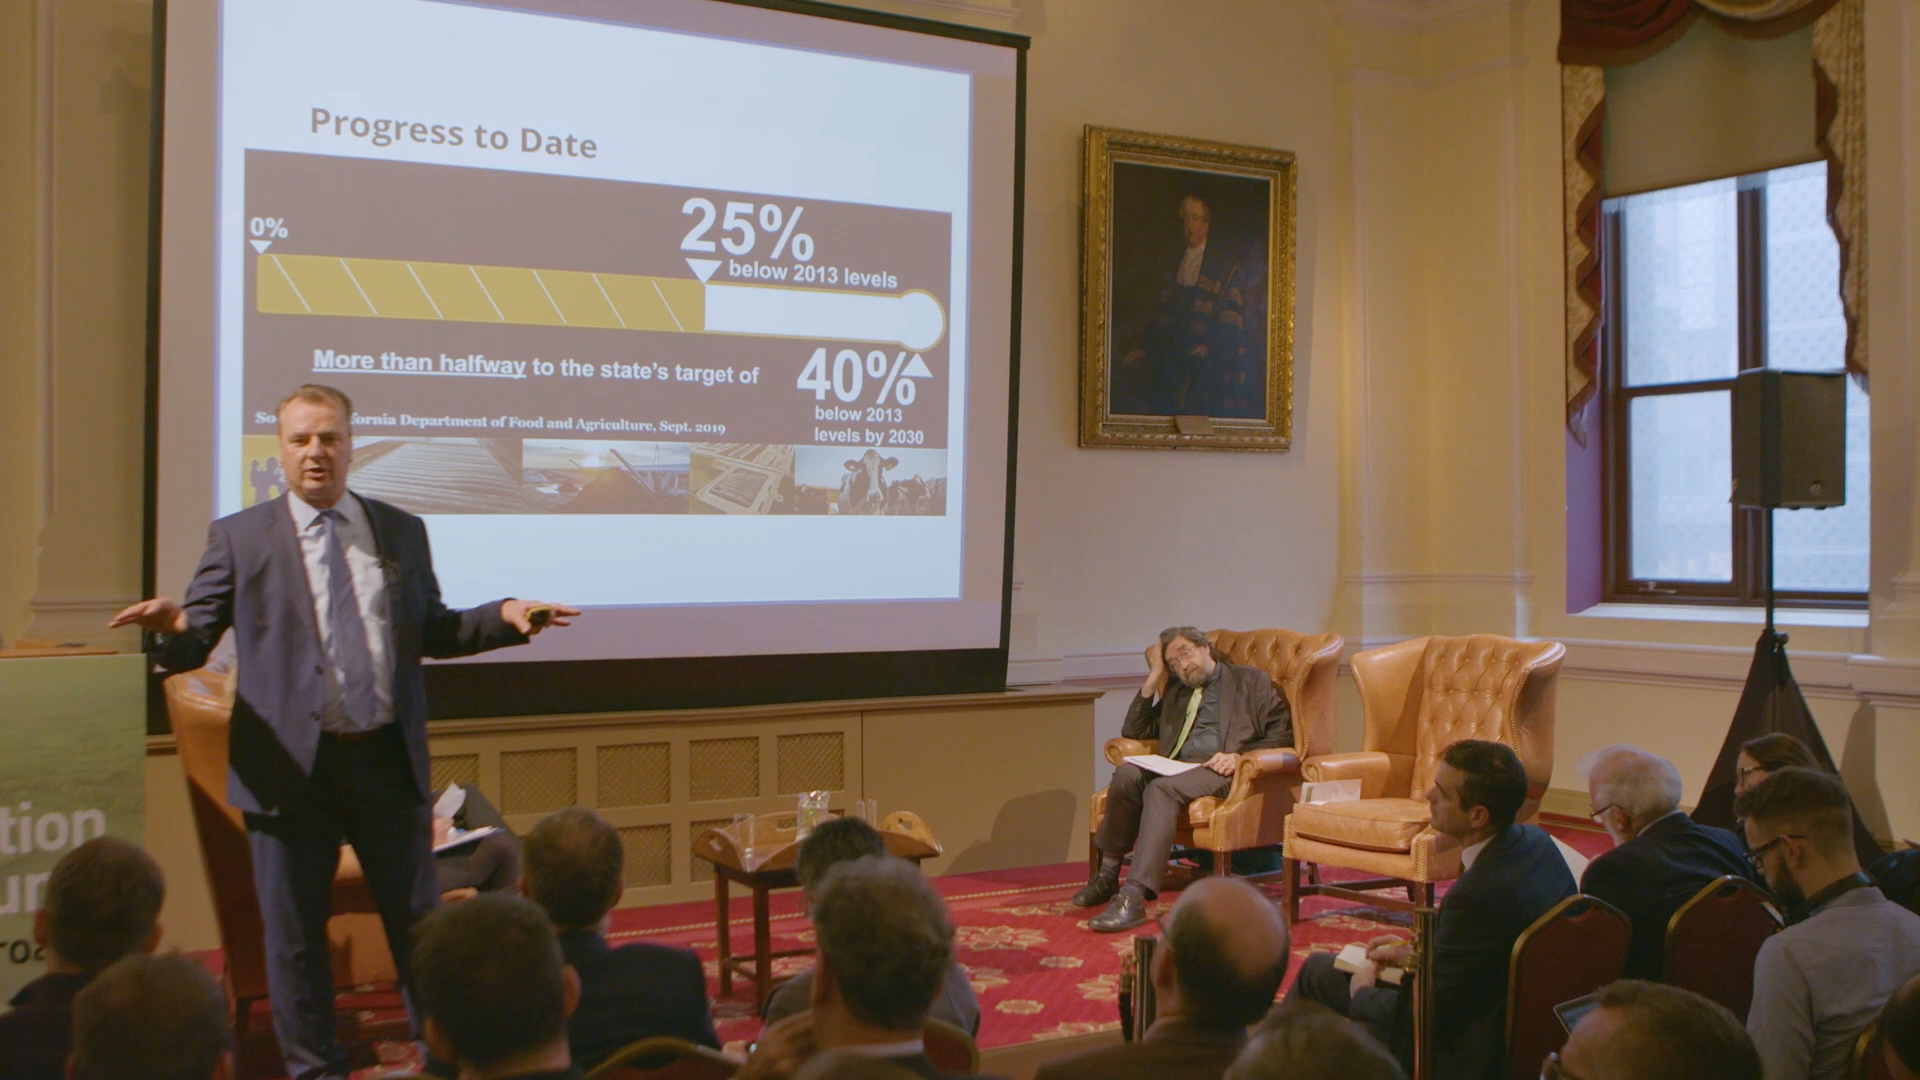 Progress to Date
0%
25%
below 2013 levels
More than halfway to the state's target of
40%
below 2013
levels by 2030
Department of Food and Agriculture, Sept. 2019
tion